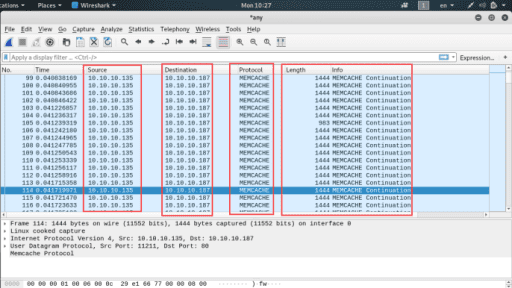 cations ▾ Places ▾ Wireshark ▾ Mon 10:27 1 en ▾
*any
File Edit View Go Capture Analyze Statistics Telephony Wireless Tools Help
Apply a display filter ... <Ctrl-/> Expression...
No. Time Source Destination Protocol Length Info
99 0.040638169 10.10.10.135 10.10.10.187 MEMCACHE 1444 MEMCACHE Continuation
100 0.040640955 10.10.10.135 10.10.10.187 MEMCACHE 1444 MEMCACHE Continuation
101 0.040643606 10.10.10.135 10.10.10.187 MEMCACHE 1444 MEMCACHE Continuation
102 0.040646422 10.10.10.135 10.10.10.187 MEMCACHE 1444 MEMCACHE Continuation
103 0.041226857 10.10.10.135 10.10.10.187 MEMCACHE 1444 MEMCACHE Continuation
104 0.041236317 10.10.10.135 10.10.10.187 MEMCACHE 1444 MEMCACHE Continuation
105 0.041239319 10.10.10.135 10.10.10.187 MEMCACHE 983 MEMCACHE Continuation
106 0.041242180 10.10.10.135 10.10.10.187 MEMCACHE 1444 MEMCACHE Continuation
107 0.041244965 10.10.10.135 10.10.10.187 MEMCACHE 1444 MEMCACHE Continuation
108 0.041247785 10.10.10.135 10.10.10.187 MEMCACHE 1444 MEMCACHE Continuation
109 0.041250543 10.10.10.135 10.10.10.187 MEMCACHE 1444 MEMCACHE Continuation
110 0.041253339 10.10.10.135 10.10.10.187 MEMCACHE 1444 MEMCACHE Continuation
111 0.041256117 10.10.10.135 10.10.10.187 MEMCACHE 1444 MEMCACHE Continuation
112 0.041258916 10.10.10.135 10.10.10.187 MEMCACHE 1444 MEMCACHE Continuation
113 0.041715358 10.10.10.135 10.10.10.187 MEMCACHE 1444 MEMCACHE Continuation
114 0.041719971 10.10.10.135 10.10.10.187 MEMCACHE 1444 MEMCACHE Continuation
115 0.041721470 10.10.10.135 10.10.10.187 MEMCACHE 1444 MEMCACHE Continuation
116 0.041723633 10.10.10.135 10.10.10.187 MEMCACHE 1444 MEMCACHE Continuation
Frame 114: 1444 bytes on wire (11552 bits), 1444 bytes captured (11552 bits) on interface 0
Linux cooked capture
Internet Protocol Version 4, Src: 10.10.10.135, Dst: 10.10.10.187
User Datagram Protocol, Src Port: 11211, Dst Port: 80
Memcache Protocol
0000 00 00 00 01 00 06 00 0c 29 e1 66 77 00 00 08 00 ........ ).fw....